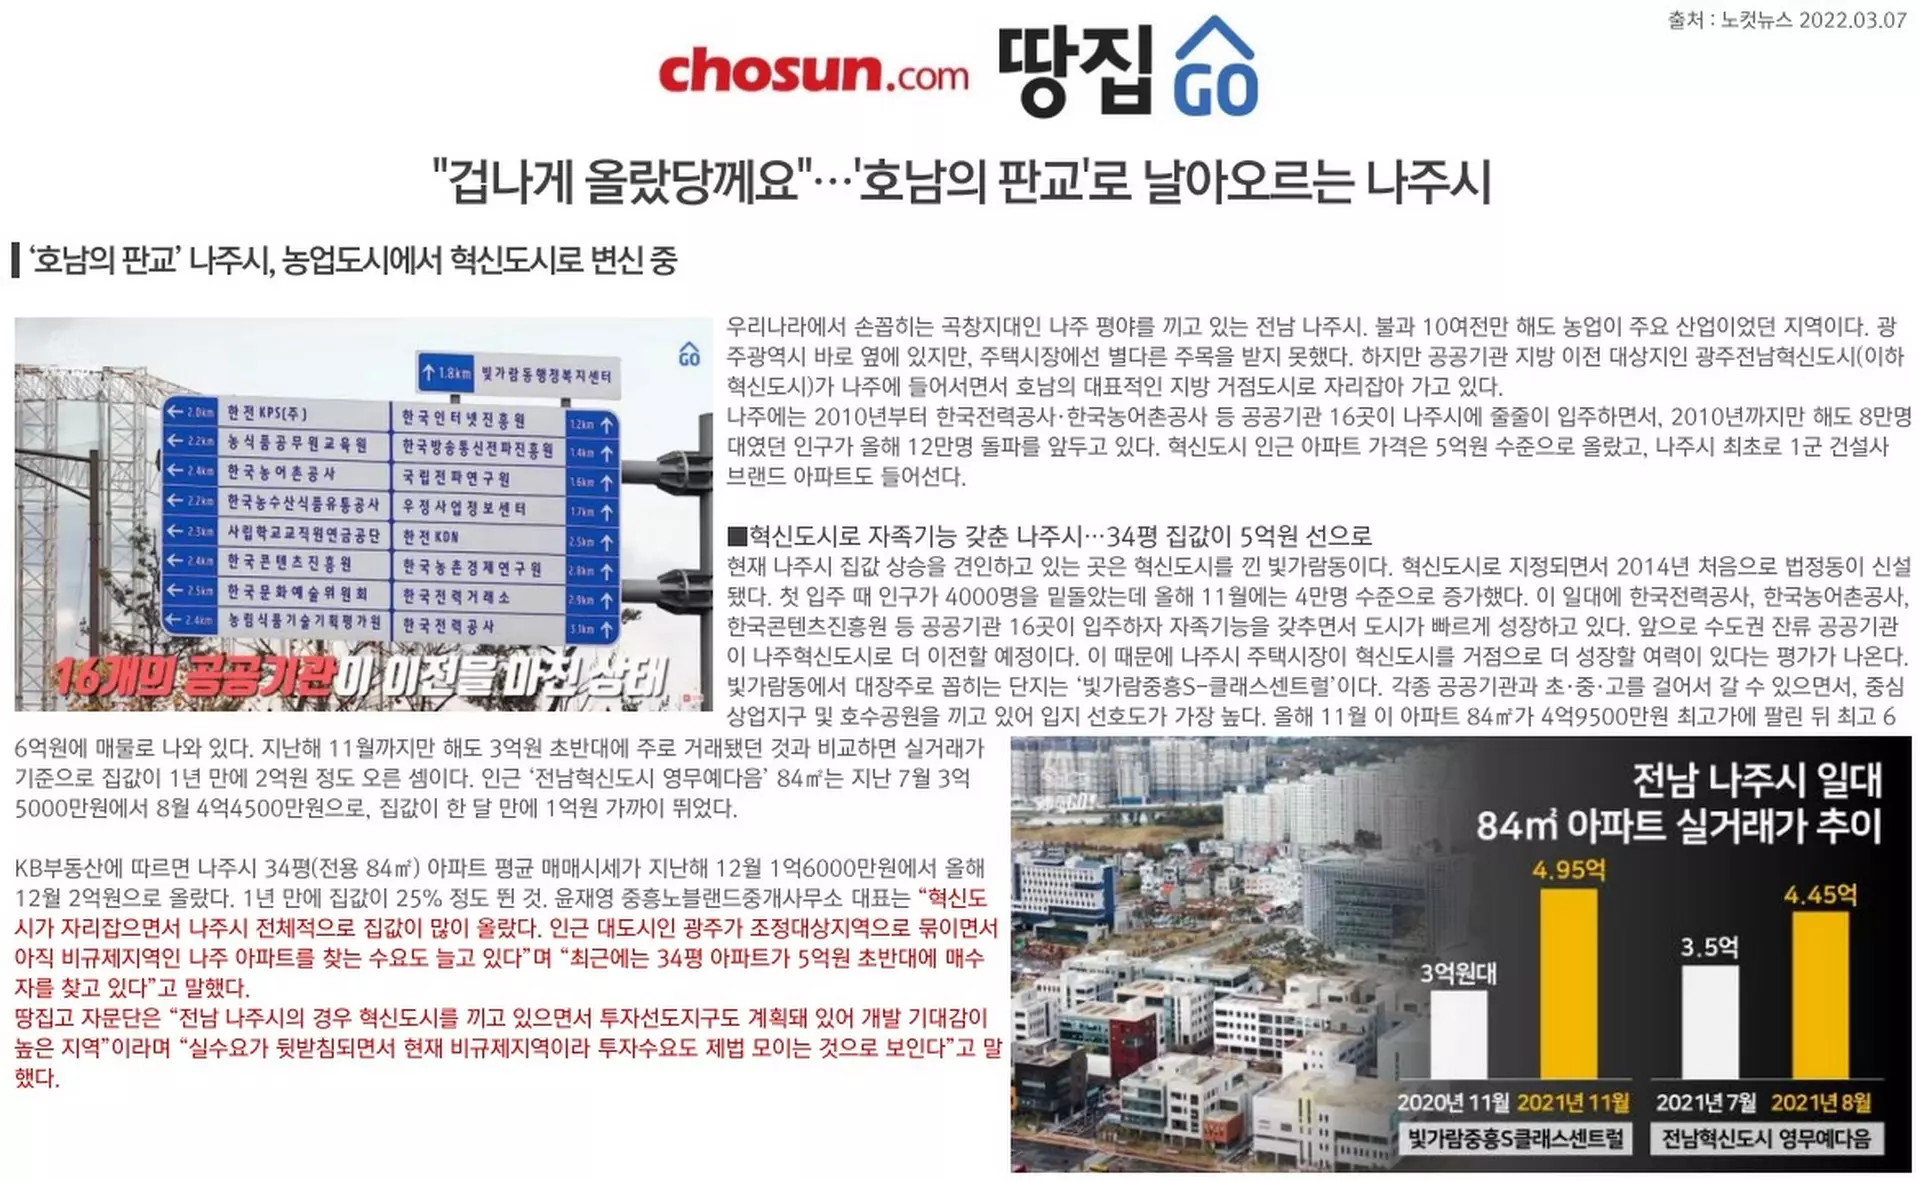 출처 : 노컷뉴스 2022.03.07
chosun.com 땅집GO
"겁나게 올랐당께요"…'호남의 판교'로 날아오르는 나주시
‘호남의 판교’ 나주시, 농업도시에서 혁신도시로 변신 중
GO
↑ 1.8km 빛가람동행정복지센터
← 2.0km 한전KPS(주) 한국인터넷진흥원 1.2km ↑
← 2.2km 농식품공무원교육원 한국방송통신전파진흥원 1.4km ↑
← 2.4km 한국농어촌공사 국립전파연구원 1.6km ↑
← 2.2km 한국농수산식품유통공사 우정사업정보센터 1.7km ↑
← 2.3km 사립학교교직원연금공단 한전KDN 2.5km ↑
← 2.4km 한국콘텐츠진흥원 한국농촌경제연구원 2.8km ↑
← 2.5km 한국문화예술위원회 한국전력거래소 2.9km ↑
← 2.4km 농림식품기술기획평가원 한국전력공사 3.1km ↑
16개의 공공기관이 이전을 마친 상태
우리나라에서 손꼽히는 곡창지대인 나주 평야를 끼고 있는 전남 나주시. 불과 10여전만 해도 농업이 주요 산업이었던 지역이다. 광
주광역시 바로 옆에 있지만, 주택시장에선 별다른 주목을 받지 못했다. 하지만 공공기관 지방 이전 대상지인 광주전남혁신도시(이하
혁신도시)가 나주에 들어서면서 호남의 대표적인 지방 거점도시로 자리잡아 가고 있다.
나주에는 2010년부터 한국전력공사·한국농어촌공사 등 공공기관 16곳이 나주시에 줄줄이 입주하면서, 2010년까지만 해도 8만명
대였던 인구가 올해 12만명 돌파를 앞두고 있다. 혁신도시 인근 아파트 가격은 5억원 수준으로 올랐고, 나주시 최초로 1군 건설사
브랜드 아파트도 들어선다.
■혁신도시로 자족기능 갖춘 나주시…34평 집값이 5억원 선으로
현재 나주시 집값 상승을 견인하고 있는 곳은 혁신도시를 낀 빛가람동이다. 혁신도시로 지정되면서 2014년 처음으로 법정동이 신설
됐다. 첫 입주 때 인구가 4000명을 밑돌았는데 올해 11월에는 4만명 수준으로 증가했다. 이 일대에 한국전력공사, 한국농어촌공사,
한국콘텐츠진흥원 등 공공기관 16곳이 입주하자 자족기능을 갖추면서 도시가 빠르게 성장하고 있다. 앞으로 수도권 잔류 공공기관
이 나주혁신도시로 더 이전할 예정이다. 이 때문에 나주시 주택시장이 혁신도시를 거점으로 더 성장할 여력이 있다는 평가가 나온다.
빛가람동에서 대장주로 꼽히는 단지는 ‘빛가람중흥S-클래스센트럴’이다. 각종 공공기관과 초·중·고를 걸어서 갈 수 있으면서, 중심
상업지구 및 호수공원을 끼고 있어 입지 선호도가 가장 높다. 올해 11월 이 아파트 84㎡가 4억9500만원 최고가에 팔린 뒤 최고 6
6억원에 매물로 나와 있다. 지난해 11월까지만 해도 3억원 초반대에 주로 거래됐던 것과 비교하면 실거래가
기준으로 집값이 1년 만에 2억원 정도 오른 셈이다. 인근 ‘전남혁신도시 영무예다음’ 84㎡는 지난 7월 3억
5000만원에서 8월 4억4500만원으로, 집값이 한 달 만에 1억원 가까이 뛰었다.
KB부동산에 따르면 나주시 34평(전용 84㎡) 아파트 평균 매매시세가 지난해 12월 1억6000만원에서 올해
12월 2억원으로 올랐다. 1년 만에 집값이 25% 정도 뛴 것. 윤재영 중흥노블랜드중개사무소 대표는 “혁신도
시가 자리잡으면서 나주시 전체적으로 집값이 많이 올랐다. 인근 대도시인 광주가 조정대상지역으로 묶이면서
아직 비규제지역인 나주 아파트를 찾는 수요도 늘고 있다”며 “최근에는 34평 아파트가 5억원 초반대에 매수
자를 찾고 있다”고 말했다.
땅집고 자문단은 “전남 나주시의 경우 혁신도시를 끼고 있으면서 투자선도지구도 계획돼 있어 개발 기대감이
높은 지역”이라며 “실수요가 뒷받침되면서 현재 비규제지역이라 투자수요도 제법 모이는 것으로 보인다”고 말
했다.
전남 나주시 일대
84㎡ 아파트 실거래가 추이
4.95억
4.45억
3.5억
3억원대
2020년 11월 2021년 11월 2021년 7월 2021년 8월
빛가람중흥S클래스센트럴 전남혁신도시 영무예다음